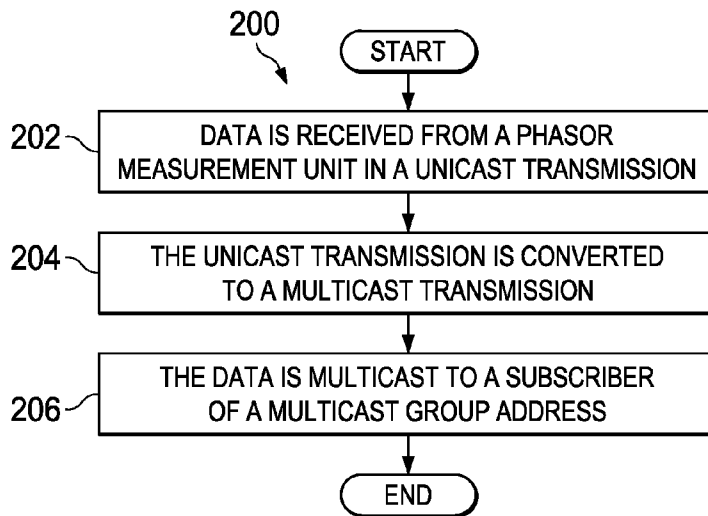 200
START
202
DATA IS RECEIVED FROM A PHASOR
MEASUREMENT UNIT IN A UNICAST TRANSMISSION
204
THE UNICAST TRANSMISSION IS CONVERTED
TO A MULTICAST TRANSMISSION
206
THE DATA IS MULTICAST TO A SUBSCRIBER
OF A MULTICAST GROUP ADDRESS
END